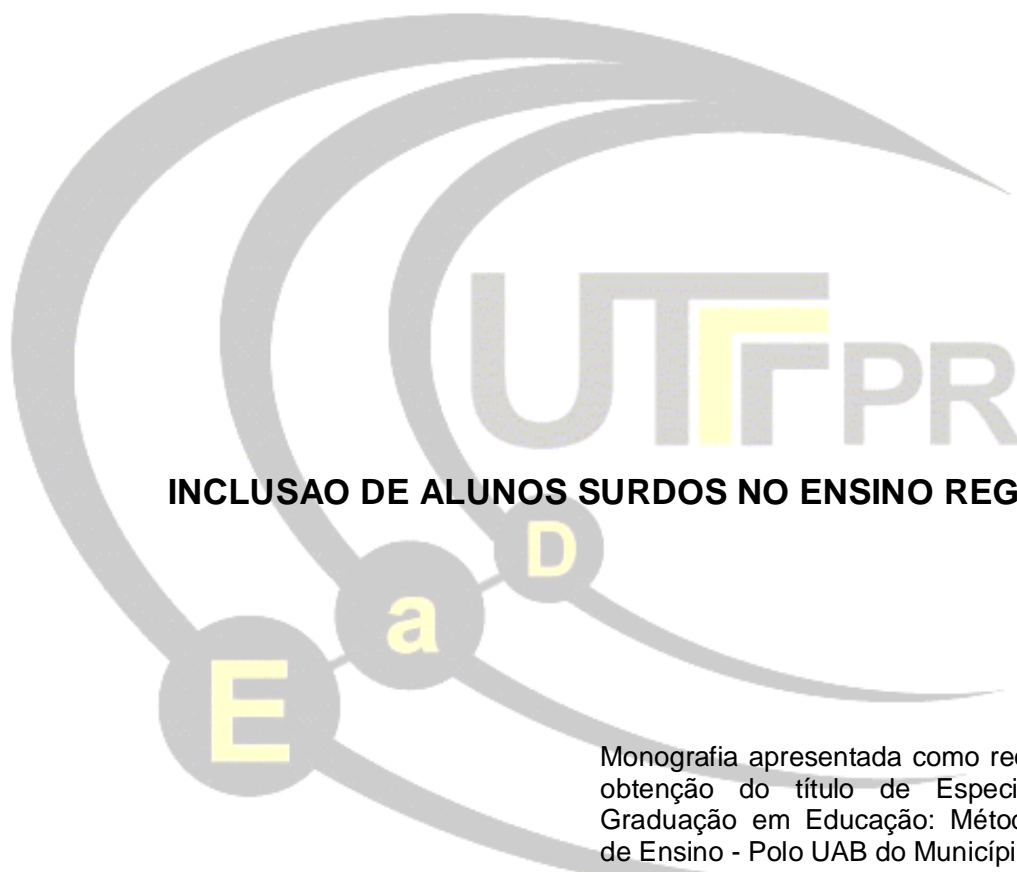 UTFPR
INCLUSAO DE ALUNOS SURDOS NO ENSINO REG
D
a
E
Monografia apresentada como re
obtenção do título de Especi
Graduação em Educação: Méto
de Ensino - Polo UAB do Municípi